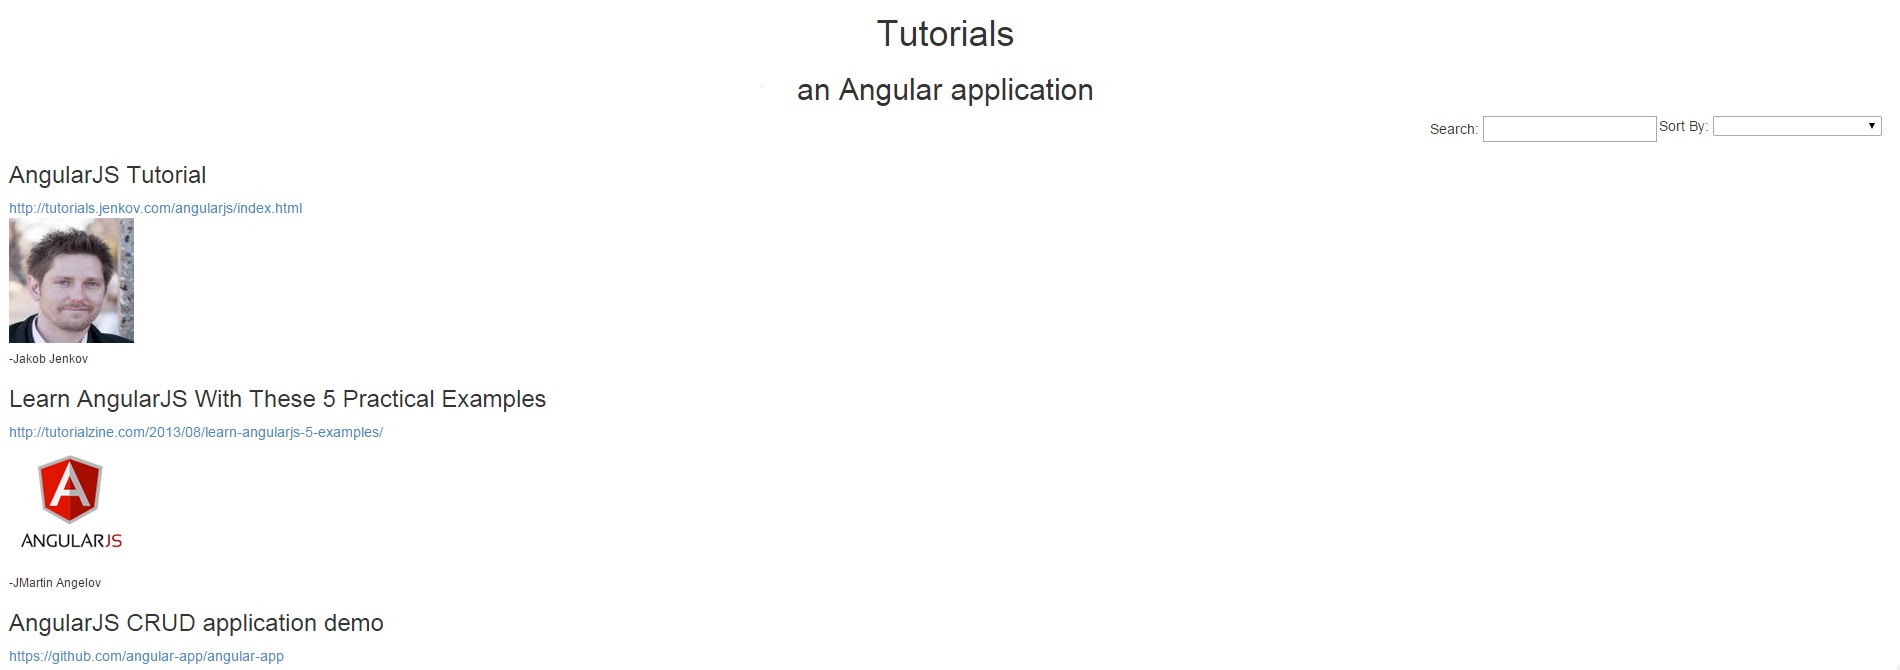 Tutorials
an Angular application
Search: Sort By:
AngularJS Tutorial
http://tutorials.jenkov.com/angularjs/index.html
-Jakob Jenkov
Learn AngularJS With These 5 Practical Examples
http://tutorialzine.com/2013/08/learn-angularjs-5-examples/
ANGULARJS
-JMartin Angelov
AngularJS CRUD application demo
https://github.com/angular-app/angular-app